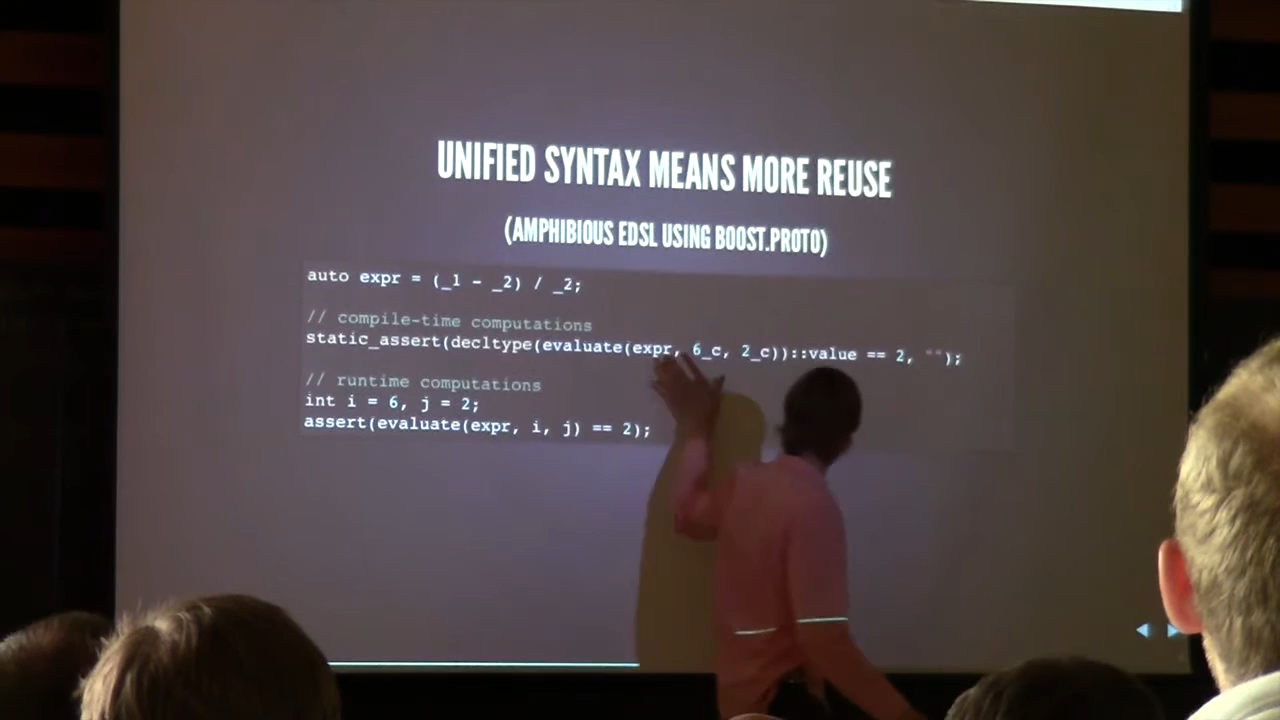 UNIFIED SYNTAX MEANS MORE REUSE
(AMPHIBIOUS EDSL USING BOOST.PROTO)
auto expr = (_1 - _2) / _2;
// compile-time computations
static_assert(decltype(evaluate(expr, 6_c, 2_c))::value == 2, "");
// runtime computations
int i = 6, j = 2;
assert(evaluate(expr, i, j) == 2);